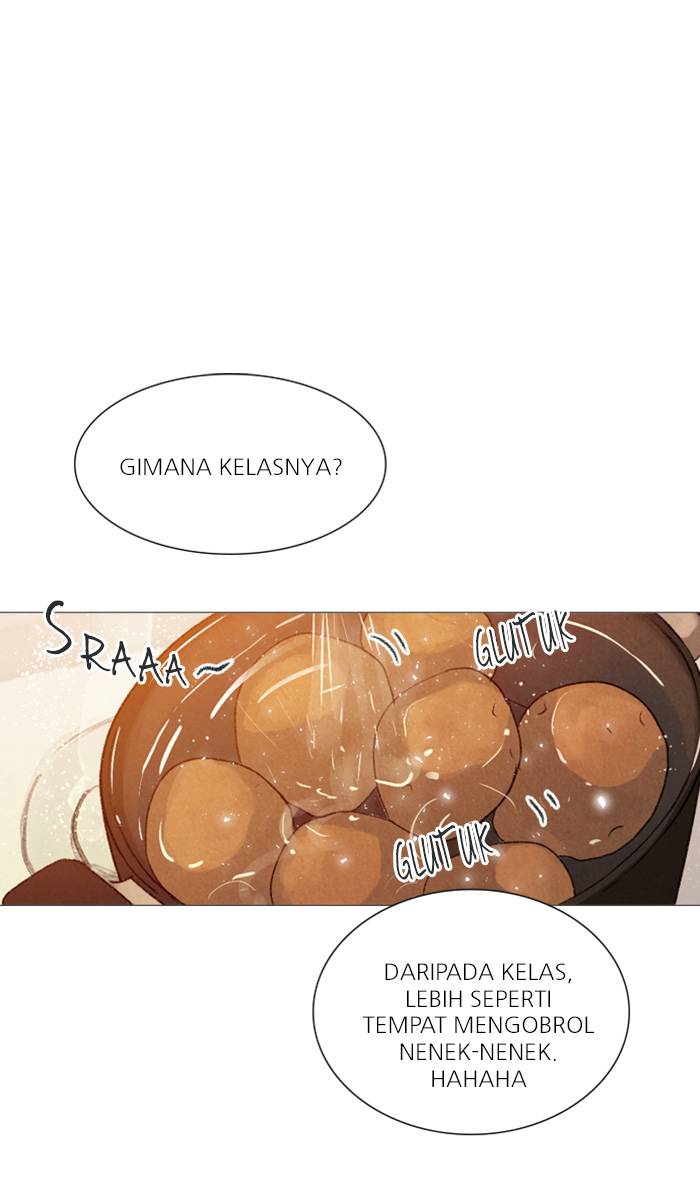 GIMANA KELASNYA?
SRAAA~
GLUTUK
GLUTUK
DARIPADA KELAS,
LEBIH SEPERTI
TEMPAT MENGOBROL
NENEK-NENEK.
HAHAHA